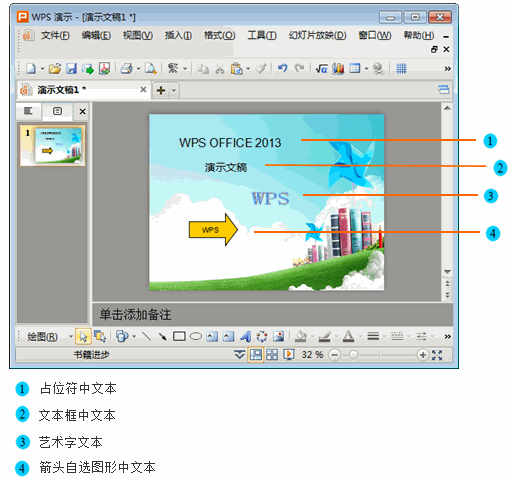 WPS 演示 - [演示文稿1 *]
文件(F) 编辑(E) 视图(V) 插入(I) 格式(O) 工具(T) 幻灯片放映(D) 窗口(W) 帮助(H)
繁 √α
演示文稿1 *
1
WPS OFFICE 2013
演示文稿
WPS
WPS
1
2
3
4
单击添加备注
绘图(R)
书籍进步 32 %
1 占位符中文本
2 文本框中文本
3 艺术字文本
4 箭头自选图形中文本